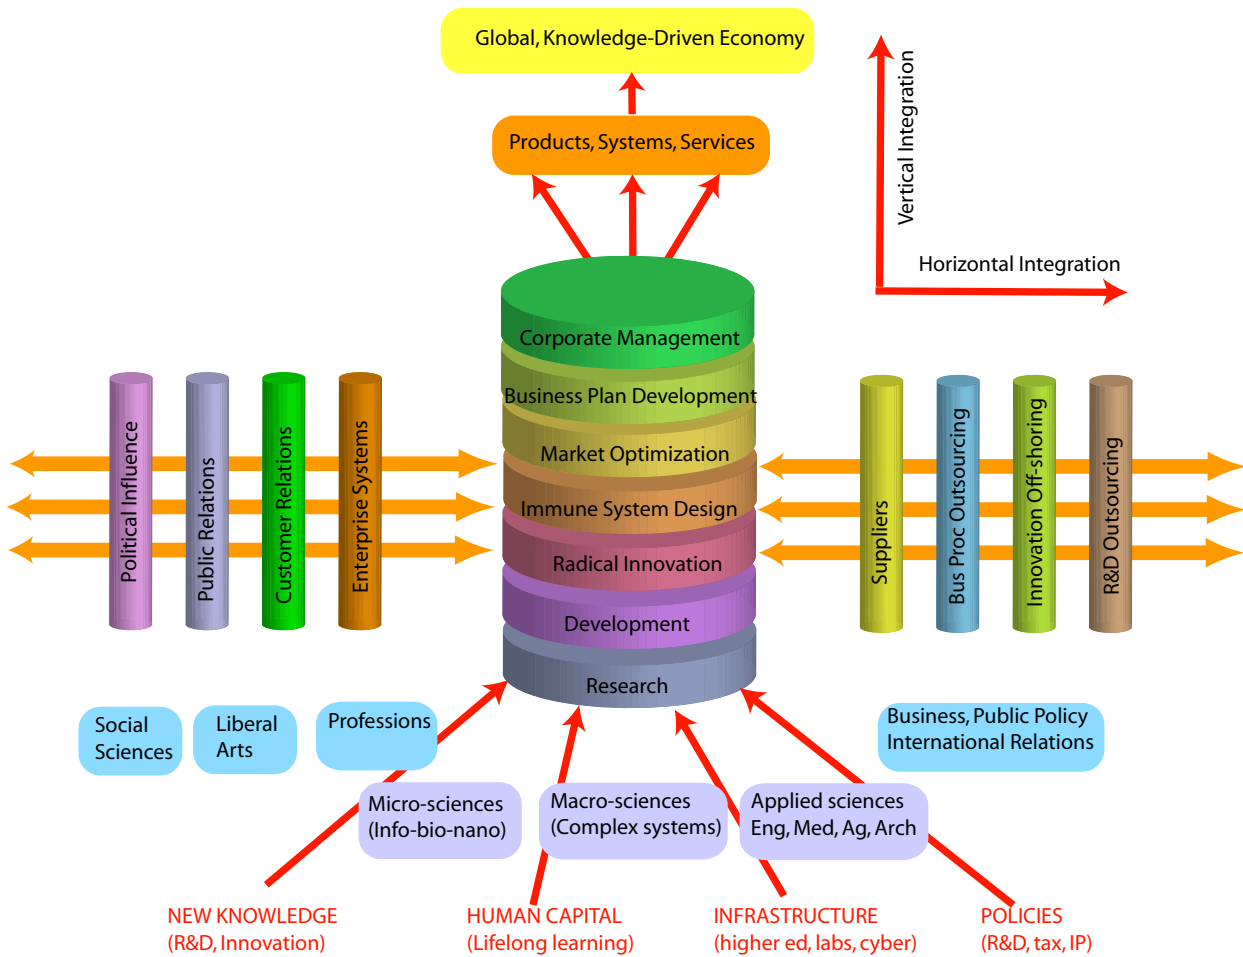 Global, Knowledge-Driven Economy
Products, Systems, Services
Vertical Integration
Horizontal Integration
Corporate Management
Business Plan Development
Market Optimization
Immune System Design
Radical Innovation
Development
Research
Political Influence
Public Relations
Customer Relations
Enterprise Systems
Suppliers
Bus Proc Outsourcing
Innovation Off-shoring
R&D Outsourcing
Social
Sciences
Liberal
Arts
Professions
Business, Public Policy
International Relations
Micro-sciences
(Info-bio-nano)
Macro-sciences
(Complex systems)
Applied sciences
Eng, Med, Ag, Arch
NEW KNOWLEDGE
(R&D, Innovation)
HUMAN CAPITAL
(Lifelong learning)
INFRASTRUCTURE
(higher ed, labs, cyber)
POLICIES
(R&D, tax, IP)